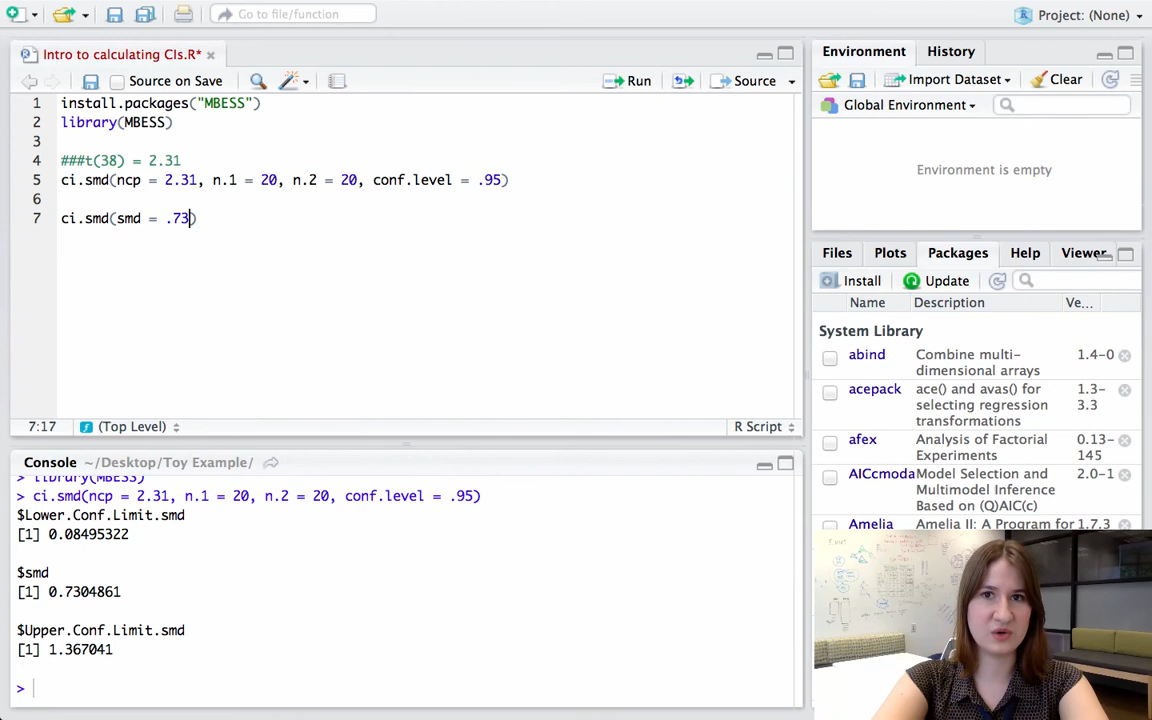 Go to file/function
Project: (None)
Intro to calculating CIs.R*
Source on Save
Run
Source
1 install.packages("MBESS")
2 library(MBESS)
3
4 ###t(38) = 2.31
5 ci.smd(ncp = 2.31, n.1 = 20, n.2 = 20, conf.level = .95)
6
7 ci.smd(smd = .73)
7:17 (Top Level) R Script
Console ~/Desktop/Toy Example/
> library(MBESS)
> ci.smd(ncp = 2.31, n.1 = 20, n.2 = 20, conf.level = .95)
$Lower.Conf.Limit.smd
[1] 0.08495322
$smd
[1] 0.7304861
$Upper.Conf.Limit.smd
[1] 1.367041
>
Environment History
Import Dataset Clear
Global Environment
Environment is empty
Files Plots Packages Help Viewer
Install Update
Name Description Ve...
System Library
abind Combine multi- 1.4-0
dimensional arrays
acepack ace() and avas() for 1.3-
selecting regression 3.3
transformations
afex Analysis of Factorial 0.13-
Experiments 145
AICcmoda Model Selection and 2.0-1
Multimodel Inference
Based on (Q)AIC(c)
Amelia Amelia II: A Program for 1.7.3